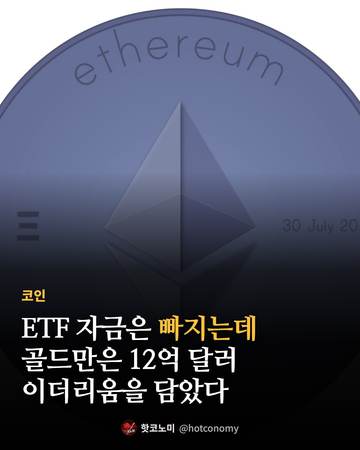 ethereum
30 July 20
코인
ETF 자금은 빠지는데
골드만은 12억 달러
이더리움을 담았다
핫코노미 @hotconomy